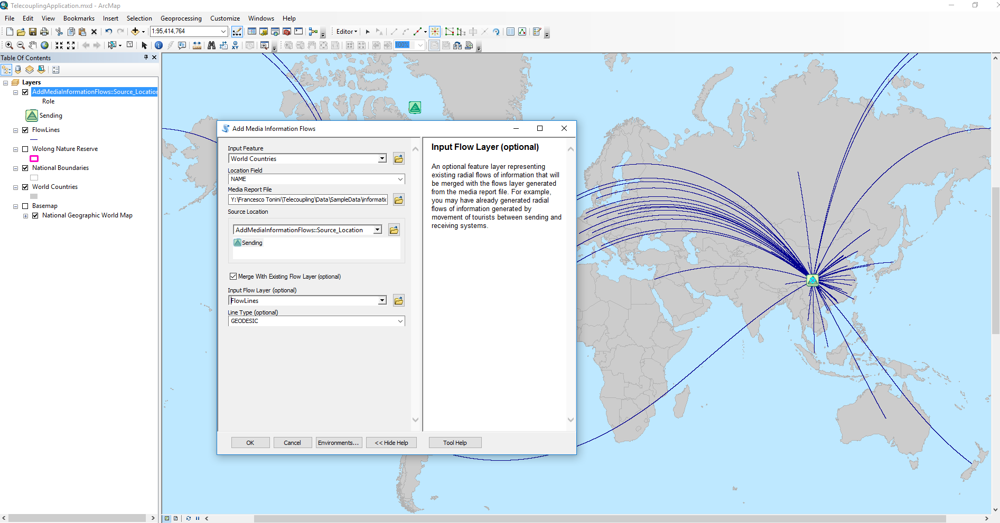 TelecouplingApplication.mxd - ArcMap
File Edit View Bookmarks Insert Selection Geoprocessing Customize Windows Help
1:95,414,764
Editor
100%
Table Of Contents
Layers
AddMediaInformationFlows::Source_Location
Role
Sending
FlowLines
Wolong Nature Reserve
National Boundaries
World Countries
Basemap
National Geographic World Map
Add Media Information Flows
Input Feature
World Countries
Location Field
NAME
Media Report File
Y:\Francesco Tonini\Telecoupling\Data\SampleData\informatic
Source Location
AddMediaInformationFlows::Source_Location
Sending
Merge With Existing Flow Layer (optional)
Input Flow Layer (optional)
FlowLines
Line Type (optional)
GEODESIC
OK Cancel Environments... << Hide Help Tool Help
Input Flow Layer (optional)
An optional feature layer representing
existing radial flows of information that will
be merged with the flows layer generated
from the media report file. For example,
you may have already generated radial
flows of information generated by
movement of tourists between sending and
receiving systems.